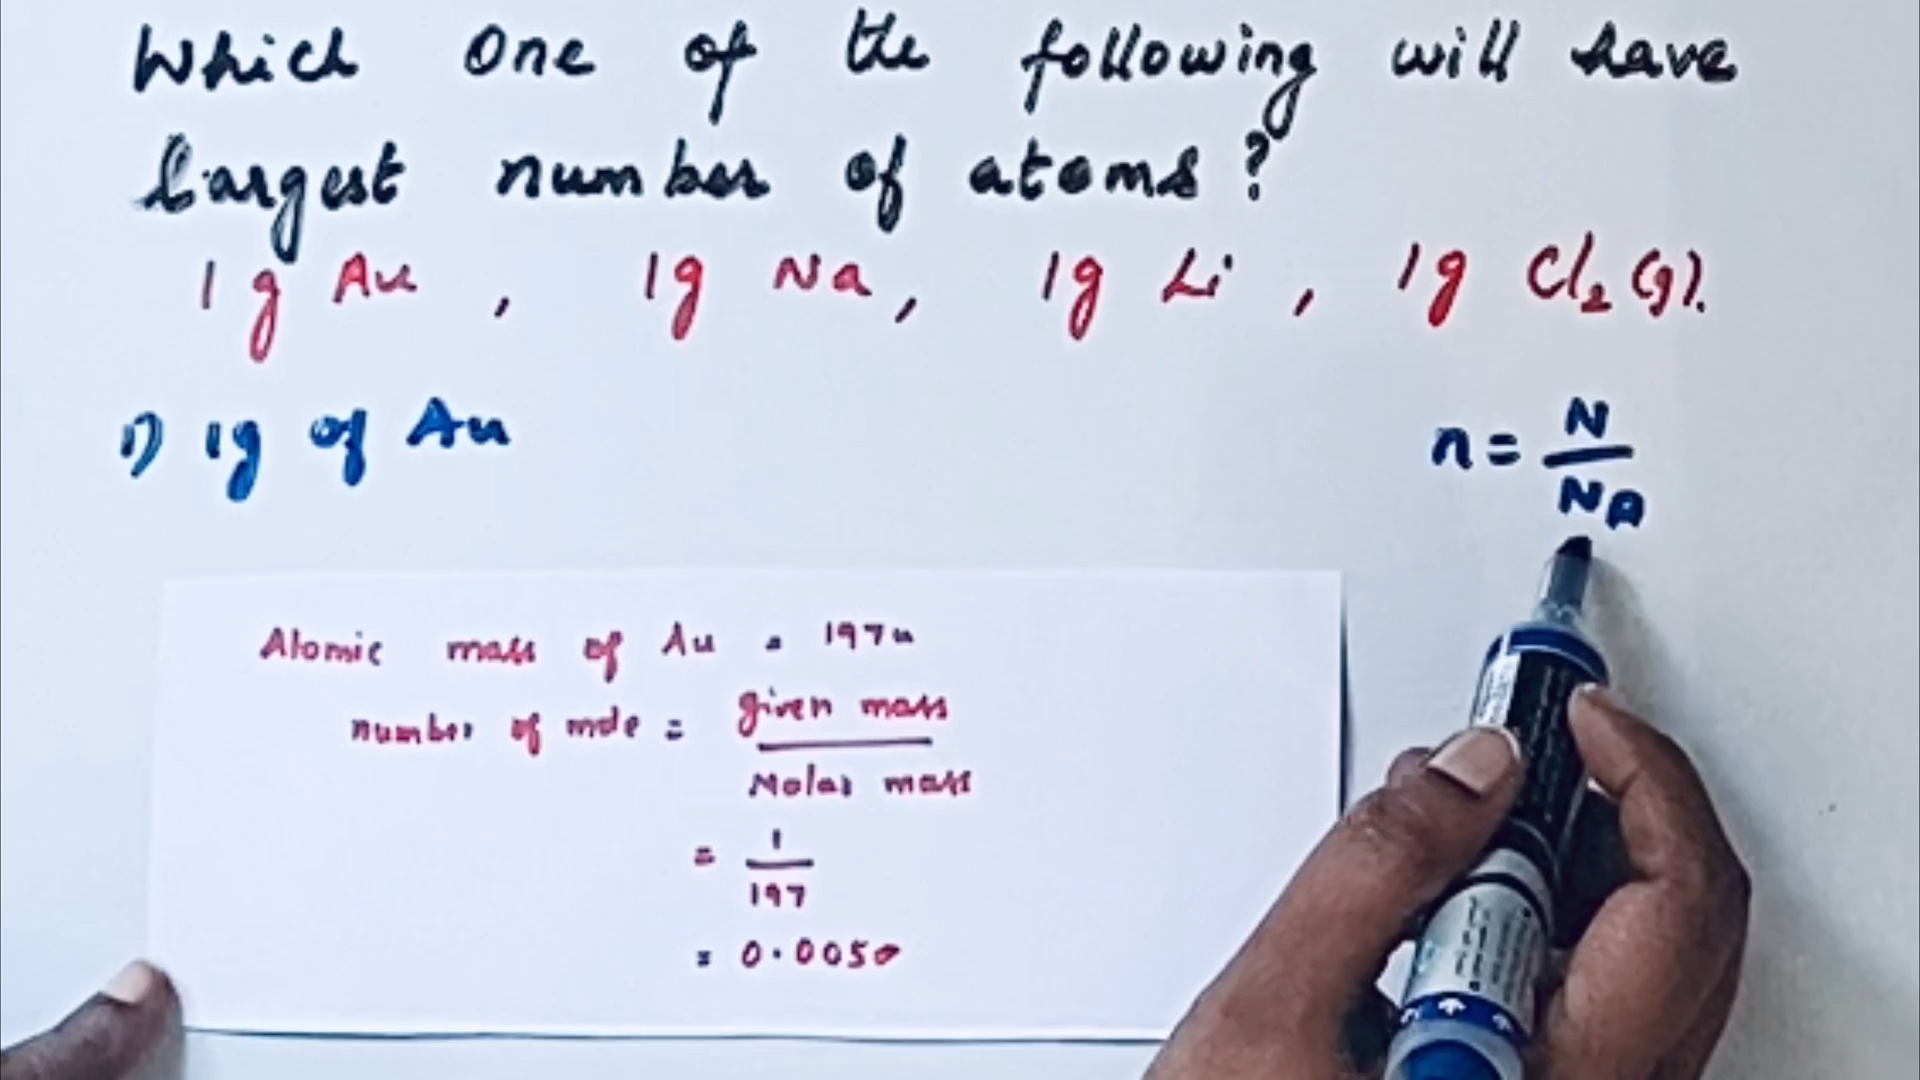 Which One of the following will have
largest number of atoms?
1g Au, 1g Na, 1g Li, 1g Cl₂(g).
1) 1g of Au
n = N / NA
Atomic mass of Au = 197u
number of mole = given mass / Molar mass
= 1 / 197
= 0.0050